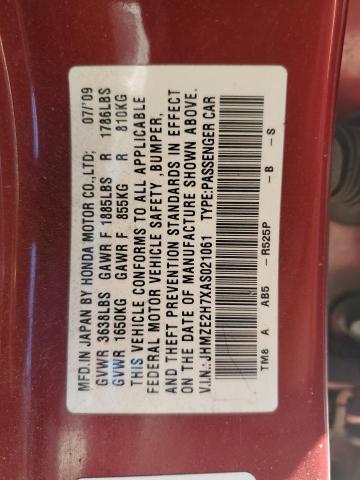 MFD.IN JAPAN BY HONDA MOTOR CO.,LTD; 07/'09
GVWR 3638LBS GAWR F 1885LBS R 1786LBS
GVWR 1650KG GAWR F 855KG R 810KG
THIS VEHICLE CONFORMS TO ALL APPLICABLE
FEDERAL MOTOR VEHICLE SAFETY ,BUMPER,
AND THEFT PREVENTION STANDARDS IN EFFECT
ON THE DATE OF MANUFACTURE SHOWN ABOVE.
V.I.N.: JHMZE2H7XAS021061 TYPE:PASSENGER CAR
TM8 A AB5 -R525P -B -S